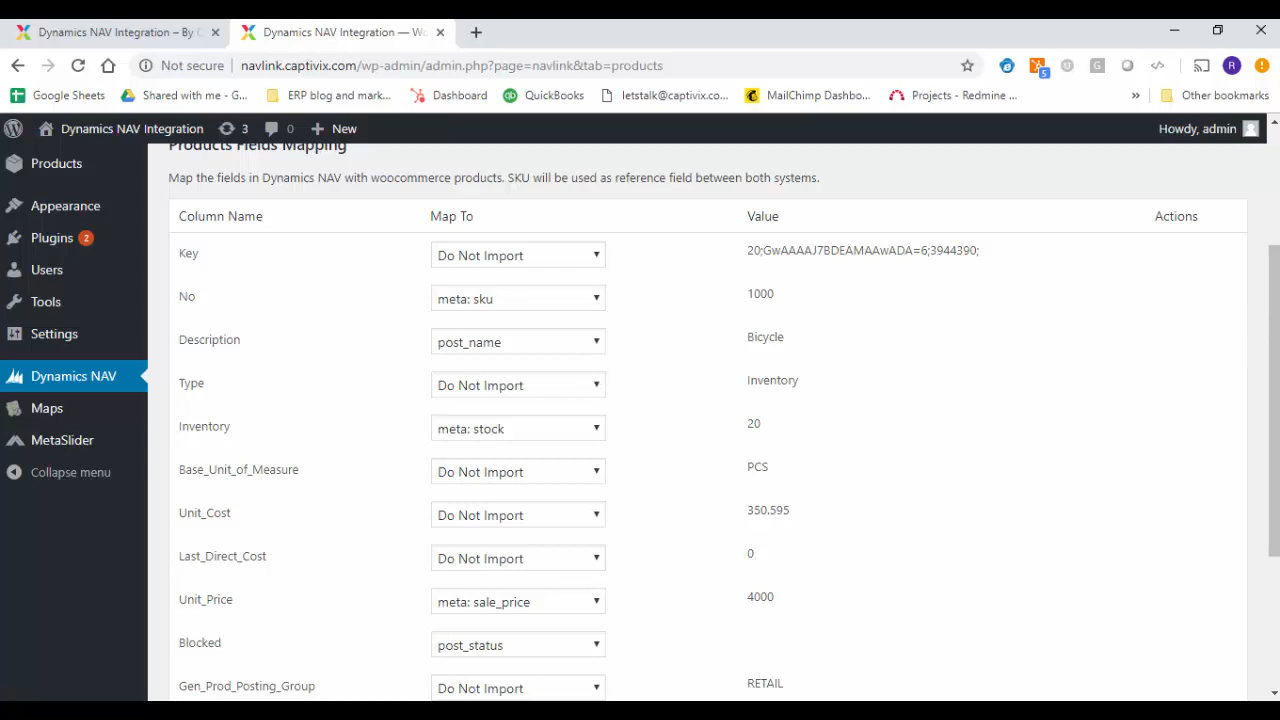 Dynamics NAV Integration – By C
Dynamics NAV Integration — Wo
Not secure
navlink.captivix.com/wp-admin/admin.php?page=navlink&tab=products
5
R
Google Sheets
Shared with me - G...
ERP blog and mark...
Dashboard
QuickBooks
letstalk@captivix.co...
MailChimp Dashbo...
Projects - Redmine ...
»
Other bookmarks
Dynamics NAV Integration
3
0
New
Howdy, admin
Products
Appearance
Plugins 2
Users
Tools
Settings
Dynamics NAV
Maps
MetaSlider
Collapse menu
Products Fields Mapping
Map the fields in Dynamics NAV with woocommerce products. SKU will be used as reference field between both systems.
Column Name Map To Value Actions
Key Do Not Import 20;GwAAAAJ7BDEAMAAwADA=6;3944390;
No meta: sku 1000
Description post_name Bicycle
Type Do Not Import Inventory
Inventory meta: stock 20
Base_Unit_of_Measure Do Not Import PCS
Unit_Cost Do Not Import 350.595
Last_Direct_Cost Do Not Import 0
Unit_Price meta: sale_price 4000
Blocked post_status
Gen_Prod_Posting_Group Do Not Import RETAIL